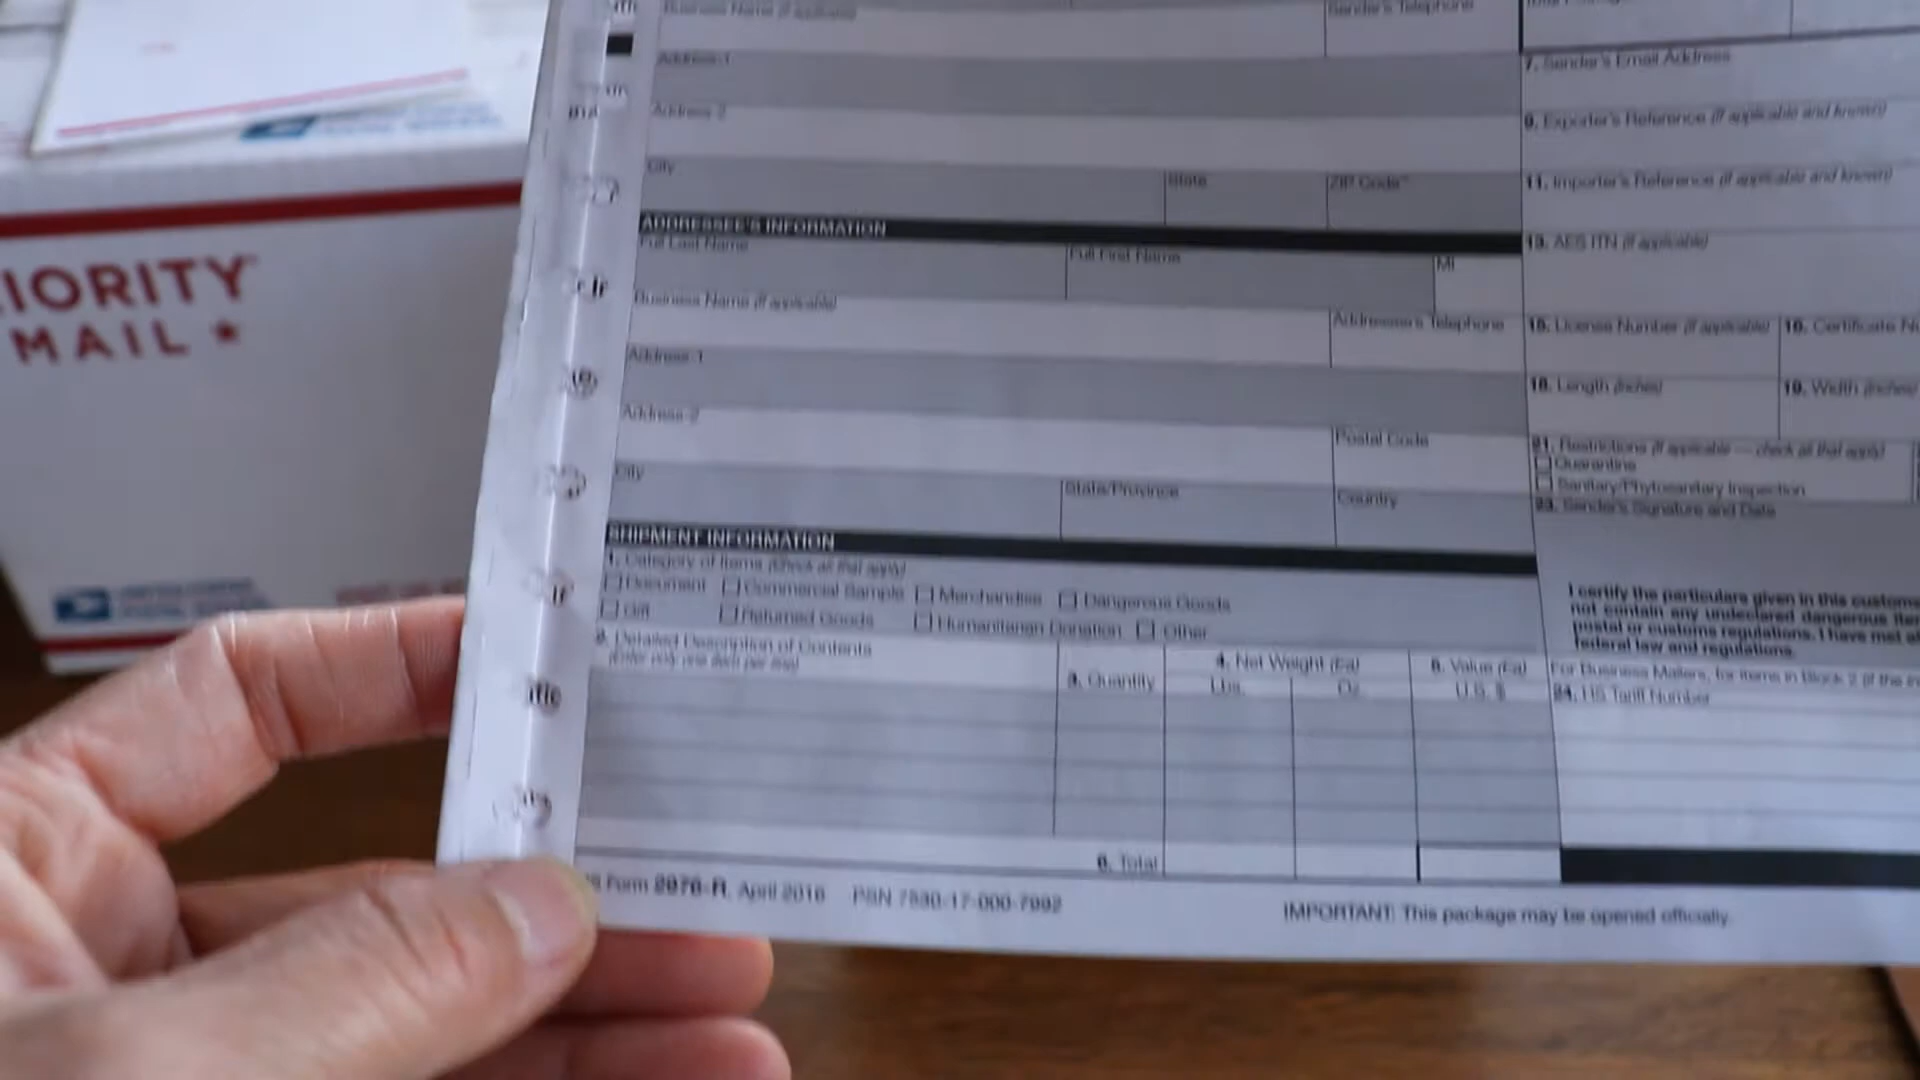 Business Name (if applicable)
Sender's Telephone
Address-1
Address-2
City
State
ZIP Code™
ADDRESSEE'S INFORMATION
Full Last Name
Full First Name
MI
Business Name (if applicable)
Addressee's Telephone
Address-1
Address-2
Postal Code
City
State/Province
Country
SHIPMENT INFORMATION
1. Category of Items (check all that apply)
Document Commercial Sample Merchandise Dangerous Goods
Gift Returned Goods Humanitarian Donation Other
2. Detailed Description of Contents
(Enter only one item per line)
3. Quantity
4. Net Weight (Ea)
Lbs. Oz.
5. Value (Ea)
U.S. $
6. Total
PS Form 2976-R, April 2016 PSN 7530-17-000-7992
IMPORTANT: This package may be opened officially.
7. Sender's Email Address
9. Exporter's Reference (if applicable and known)
11. Importer's Reference (if applicable and known)
13. AES ITN (if applicable)
15. License Number (if applicable)
16. Certificate
18. Length (inches)
19. Width (inches)
21. Restrictions (if applicable — check all that apply)
Quarantine
Sanitary/Phytosanitary Inspection
23. Sender's Signature and Date
I certify the particulars given in this customs
not contain any undeclared dangerous
postal or customs regulations. I have met
federal law and regulations.
For Business Mailers, for items in Block 2 (if
24. HS Tariff Number
IORITY
MAIL